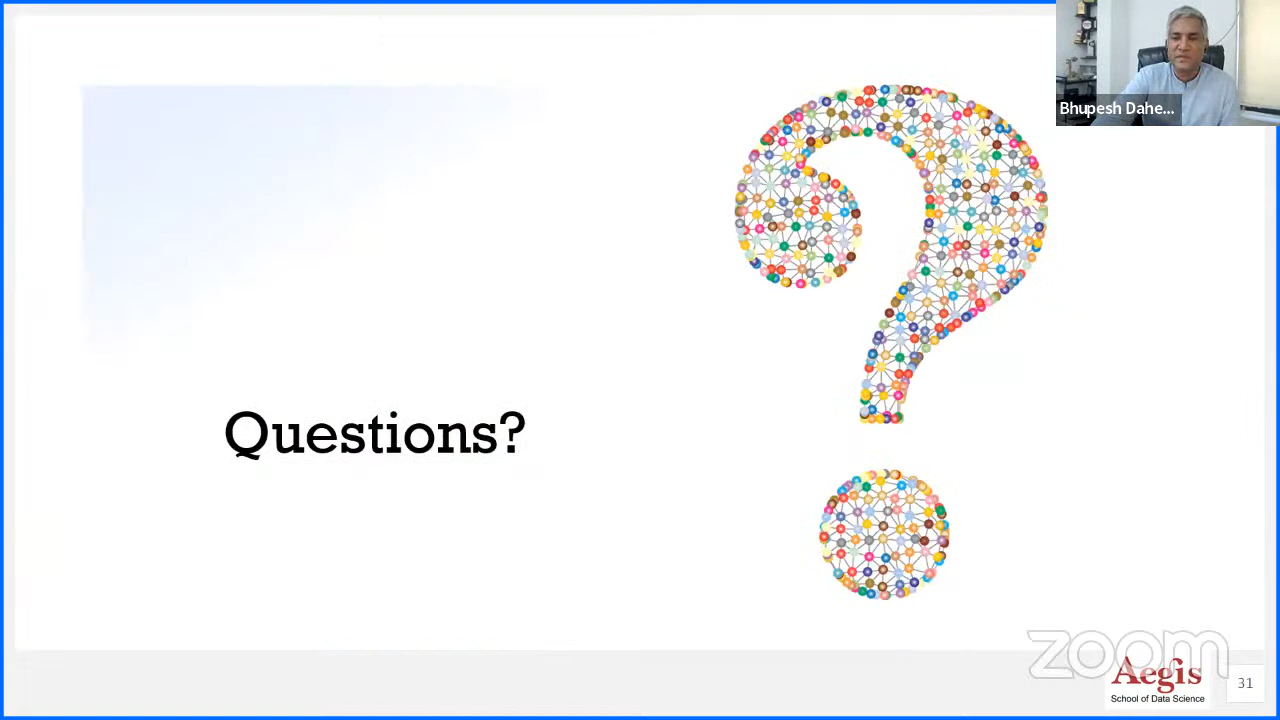 Bhupesh Dahe...
Questions?
zoom
Aegis
School of Data Science
31